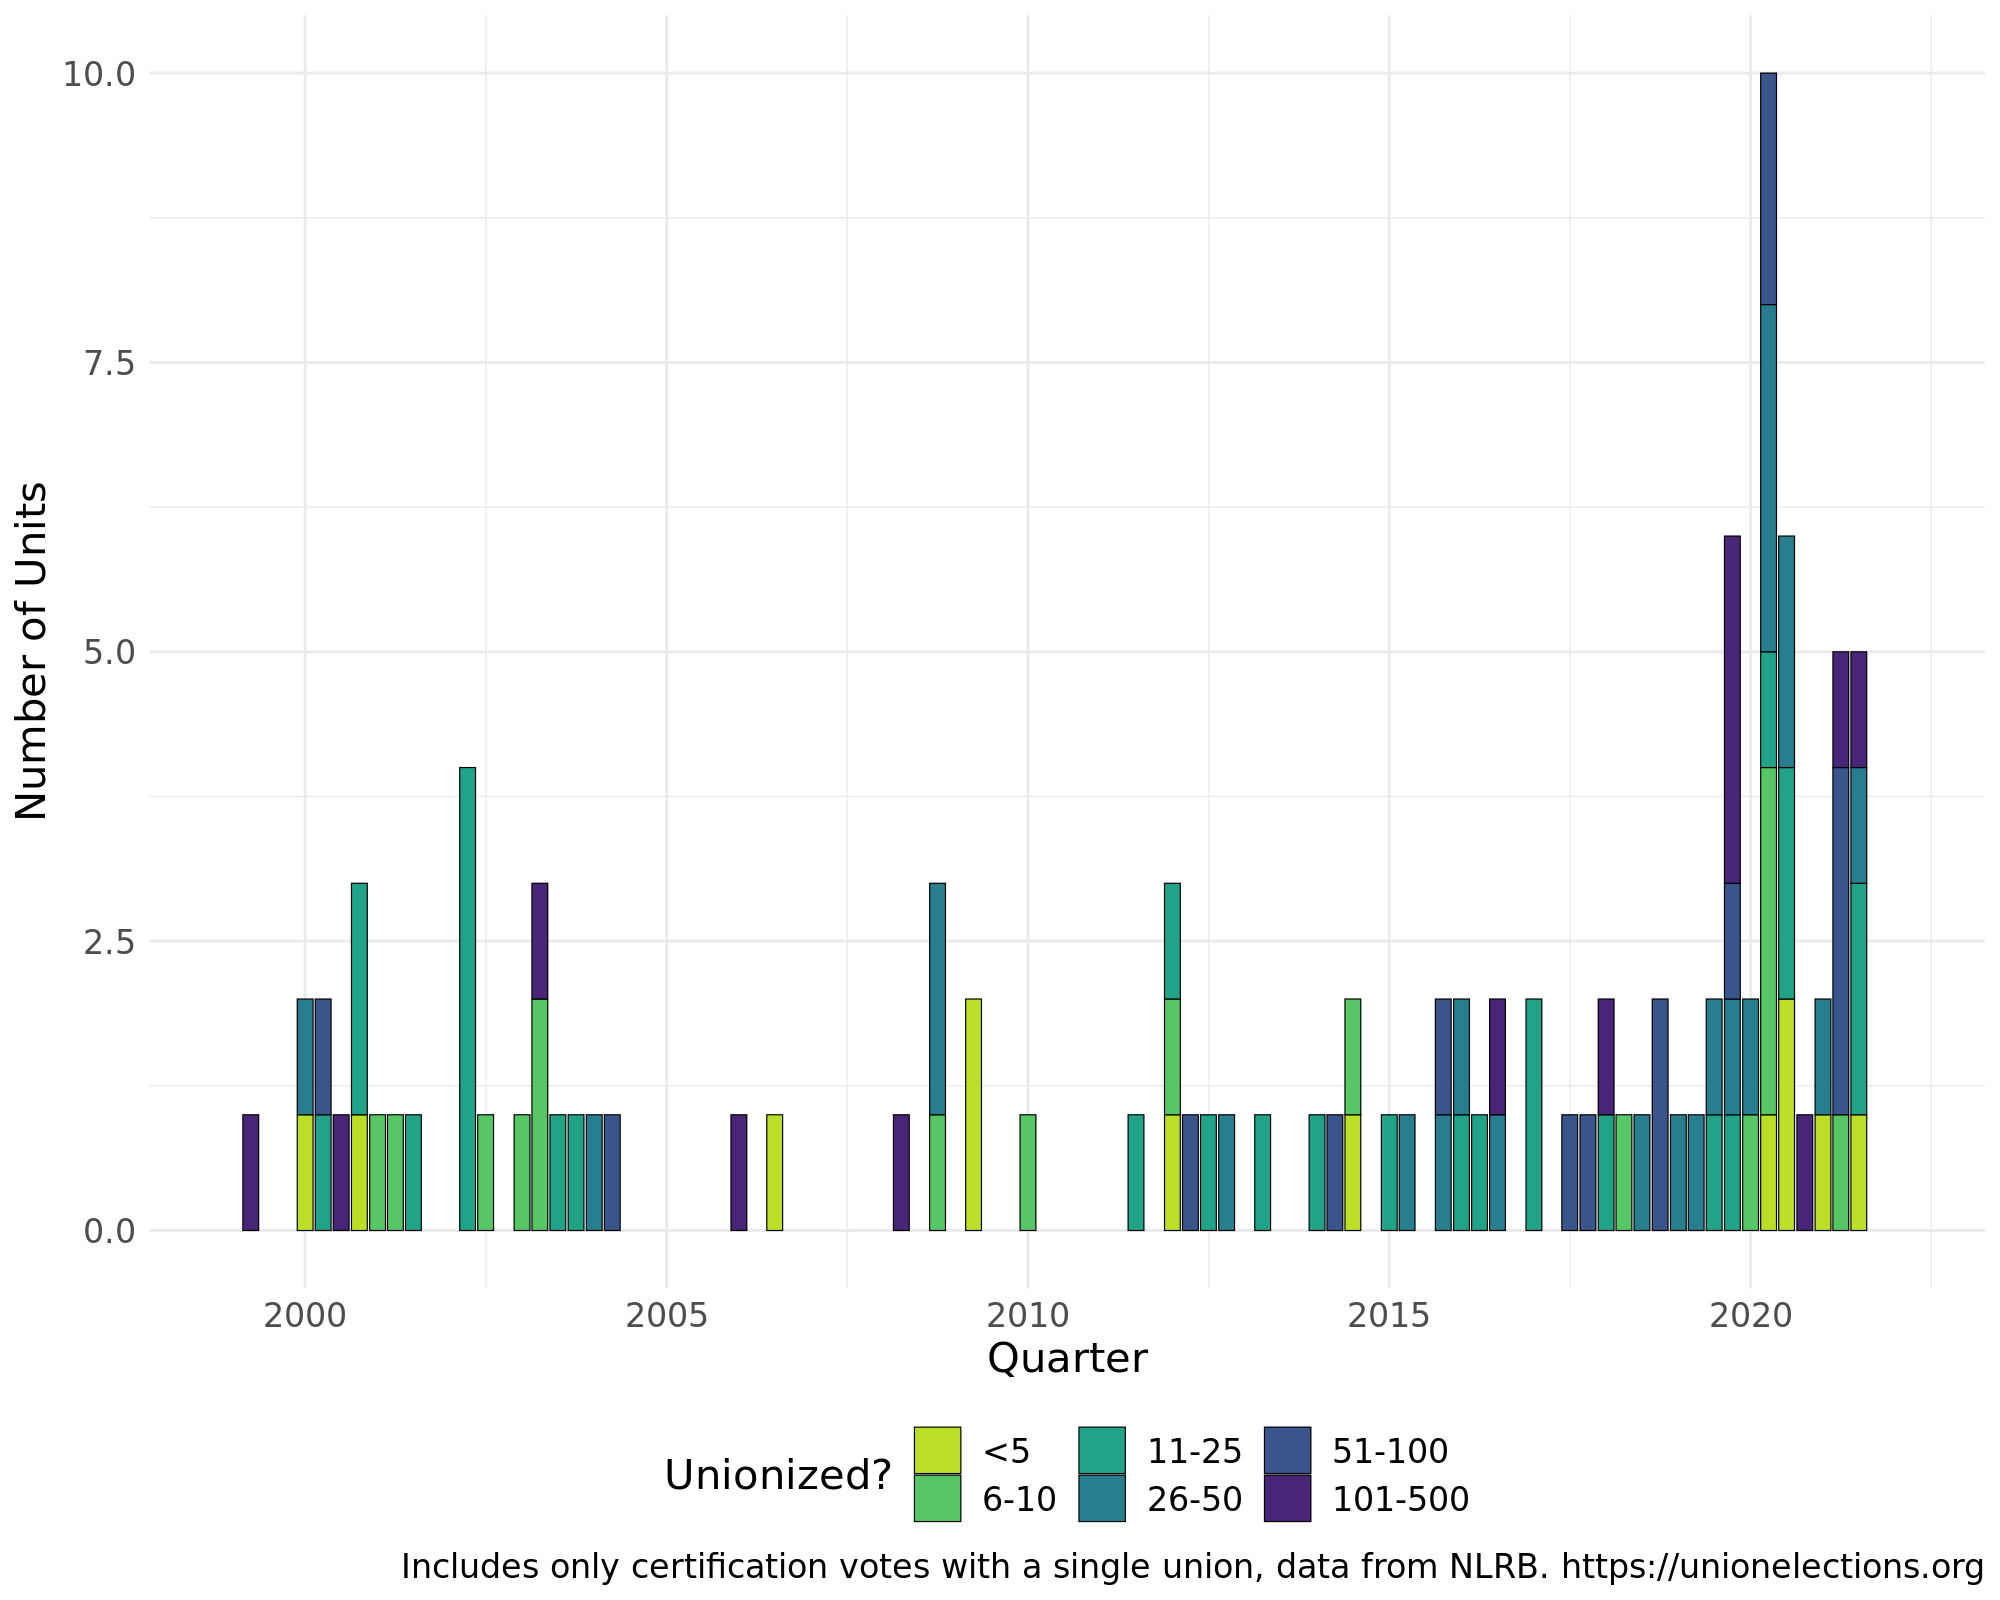 10.0
7.5
5.0
2.5
0.0
Number of Units
2000 2005 2010 2015 2020
Quarter
Unionized?
<5 11-25 51-100
6-10 26-50 101-500
Includes only certification votes with a single union, data from NLRB. https://unionelections.org